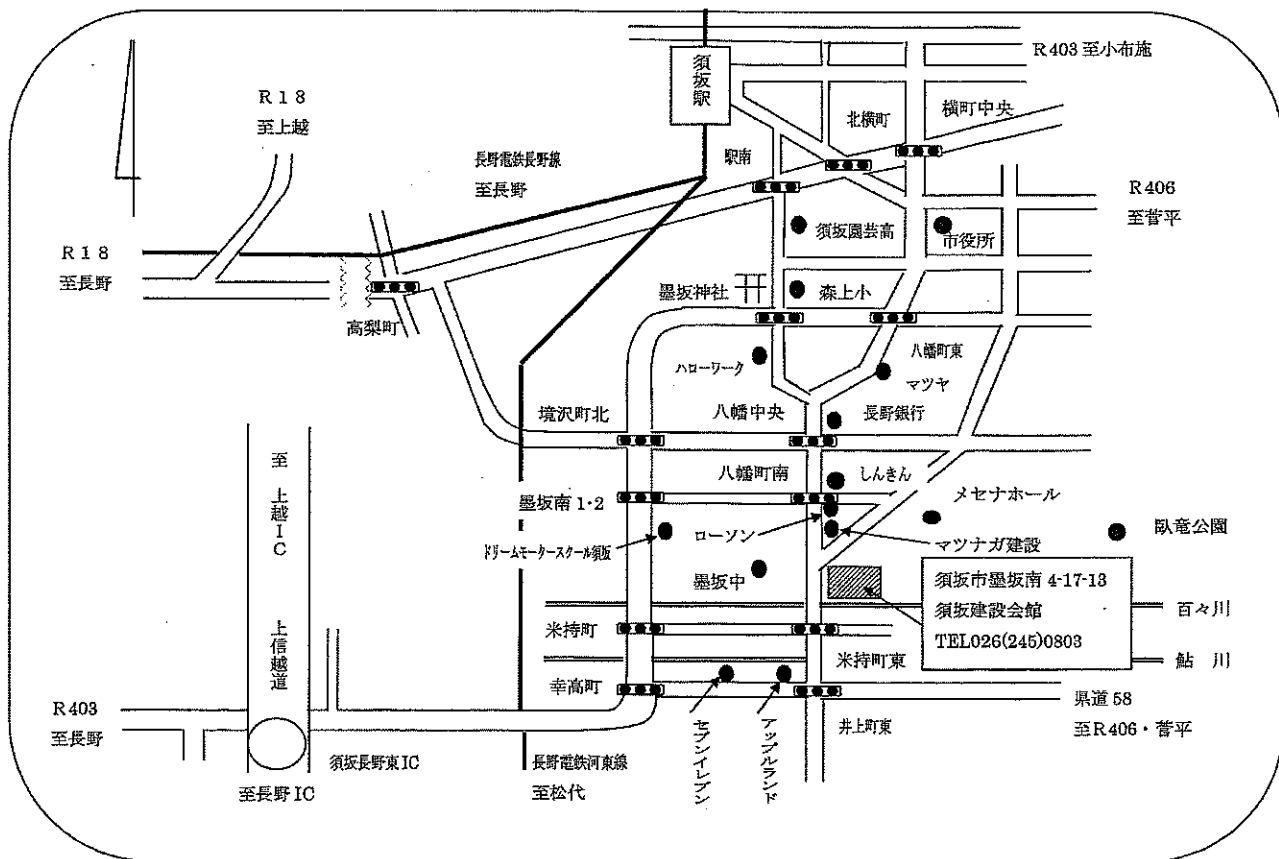 須坂駅
R403 至小布施
R18
至上越
北横町
横町中央
長野電鉄長野線
至長野
駅南
R406
至菅平
須坂園芸高
市役所
R18
至長野
墨坂神社
森上小
高梨町
八幡町東
ハローワーク
マツヤ
境沢町北
八幡中央
長野銀行
八幡町南
しんきん
至 上越IC
墨坂南1・2
メセナホール
ドリームモータースクール須坂
ローソン
マツナガ建設
臥竜公園
墨坂中
須坂市墨坂南 4-17-13
須坂建設会館
TEL026(245)0803
百々川
米持町
米持町東
鮎 川
上信越道
幸高町
R403
至長野
県道 58
至R406・菅平
セブンイレブン
アップルランド
井上町東
須坂長野東IC
長野電鉄河東線
至松代
至長野IC